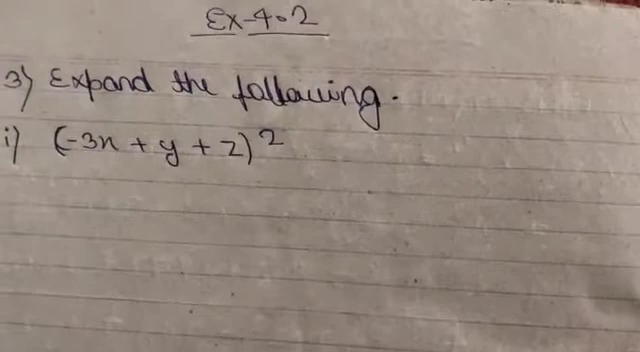 Ex-4.2
3) Expand the following.
i) (-3x + y + z)²